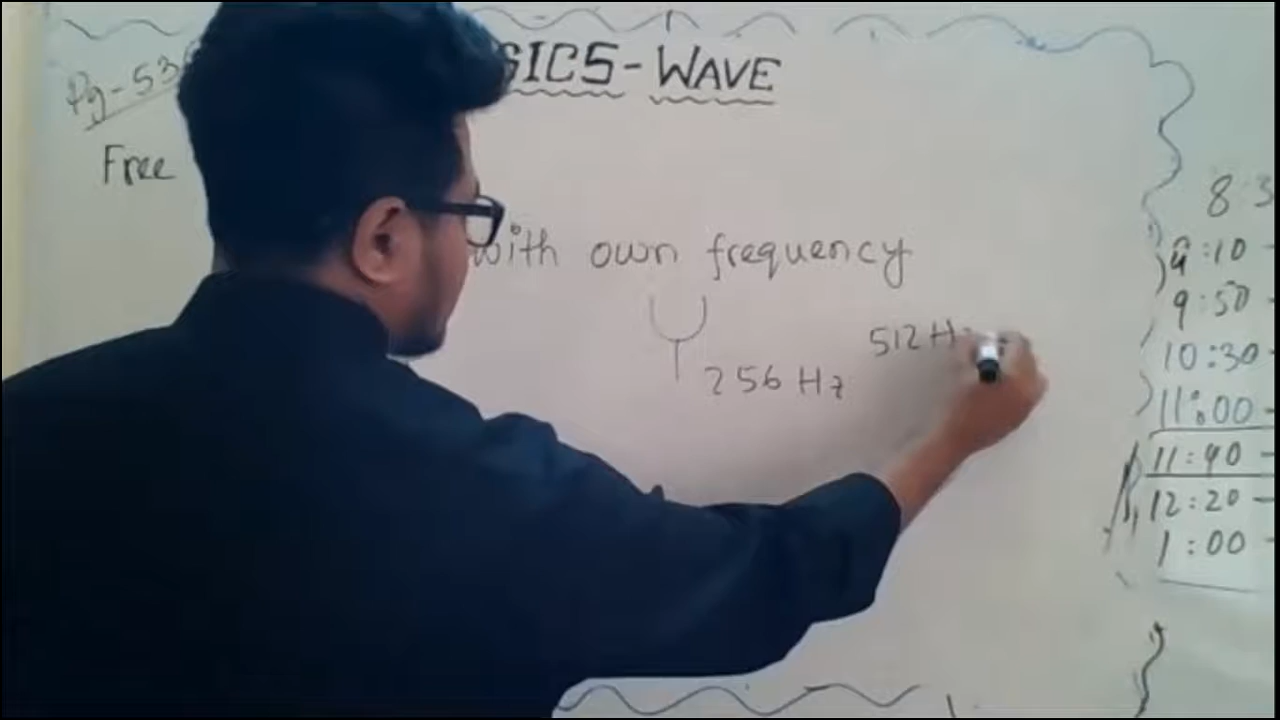 Pg-53
SICS-WAVE
Free
with own frequency
256 Hz
512 H
8:3
9:10
9:50
10:30
11:00
11:40
12:20
1:00